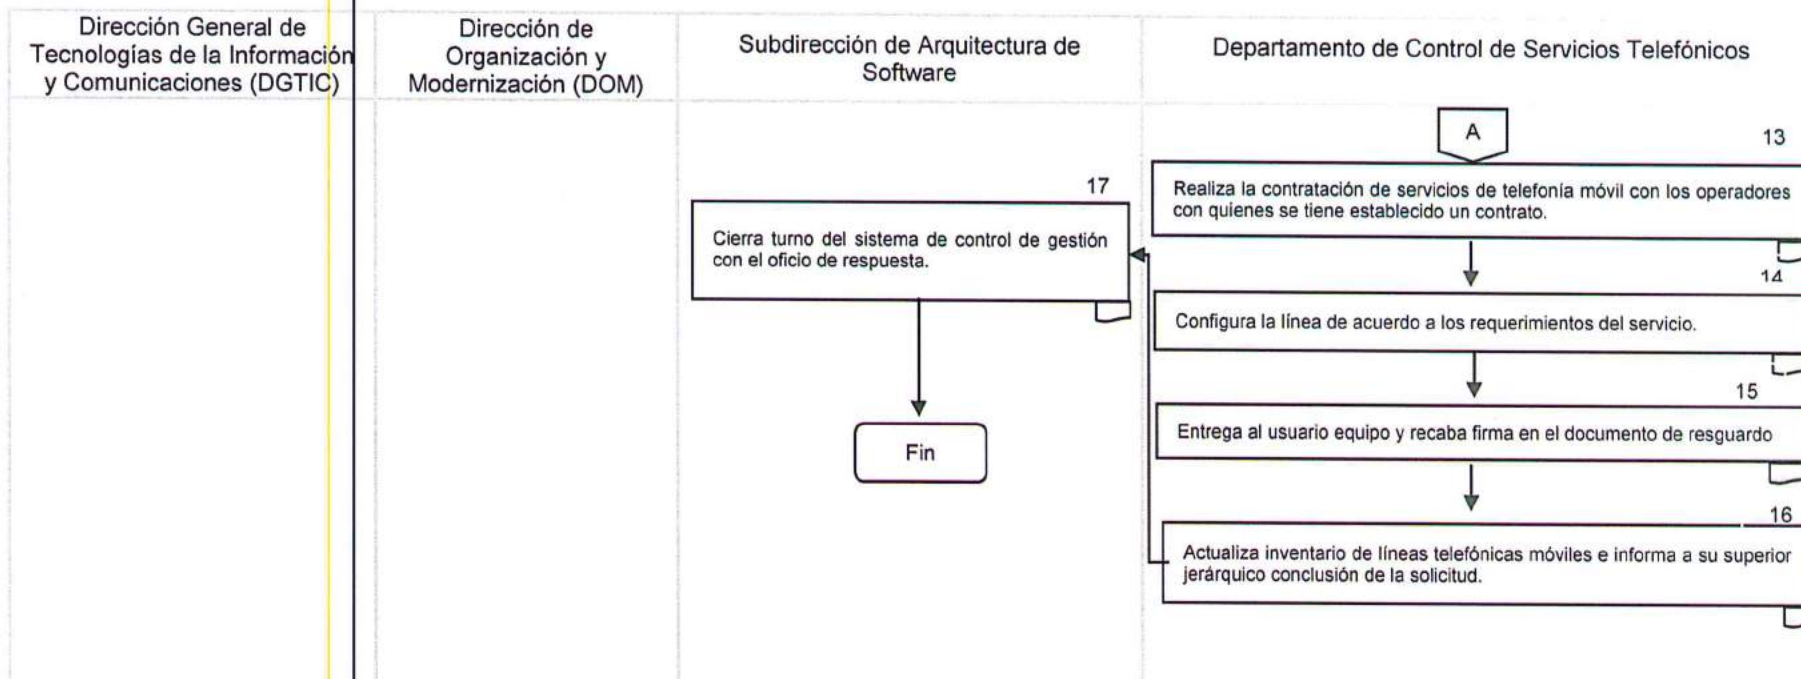 Dirección General de
Tecnologías de la Información
y Comunicaciones (DGTIC)
Dirección de
Organización y
Modernización (DOM)
Subdirección de Arquitectura de
Software
Departamento de Control de Servicios Telefónicos
A
13
Realiza la contratación de servicios de telefonía móvil con los operadores
con quienes se tiene establecido un contrato.
14
Configura la línea de acuerdo a los requerimientos del servicio.
15
Entrega al usuario equipo y recaba firma en el documento de resguardo
16
Actualiza inventario de líneas telefónicas móviles e informa a su superior
jerárquico conclusión de la solicitud.
17
Cierra turno del sistema de control de gestión
con el oficio de respuesta.
Fin